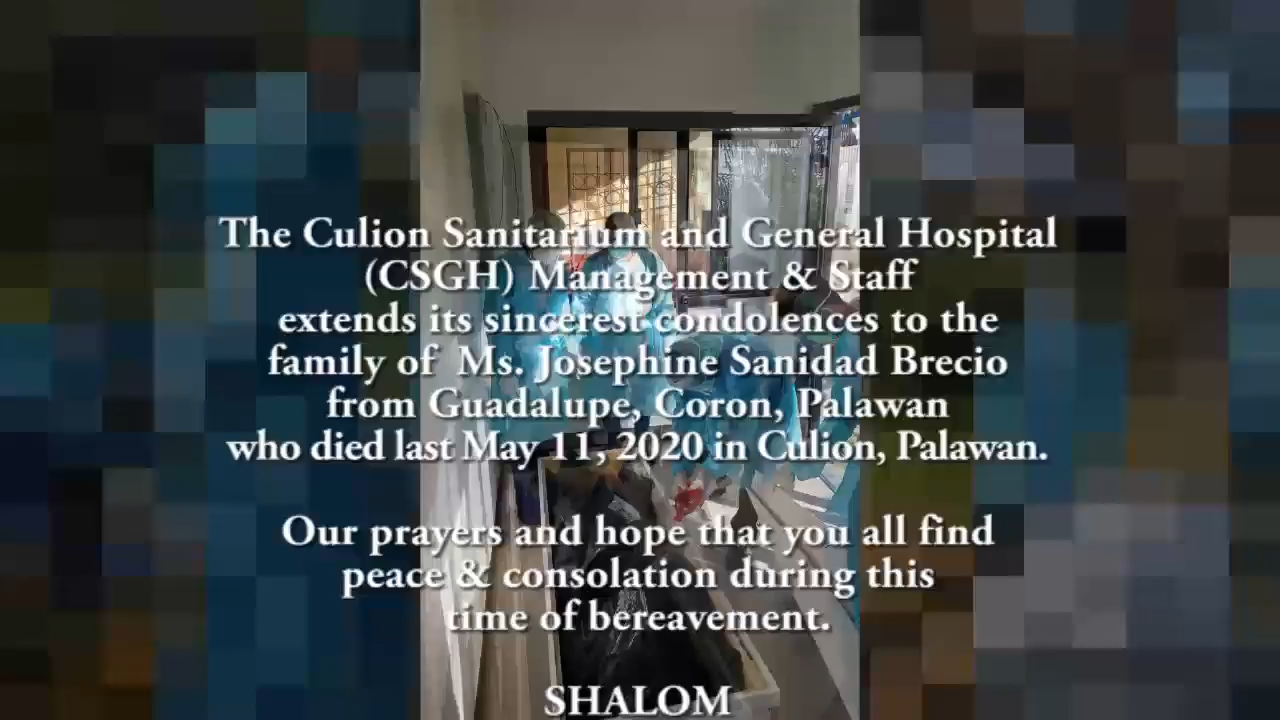 The Culion Sanitarium and General Hospital
(CSGH) Management & Staff
extends its sincerest condolences to the
family of Ms. Josephine Sanidad Brecio
from Guadalupe, Coron, Palawan
who died last May 11, 2020 in Culion, Palawan.
Our prayers and hope that you all find
peace & consolation during this
time of bereavement.
SHALOM